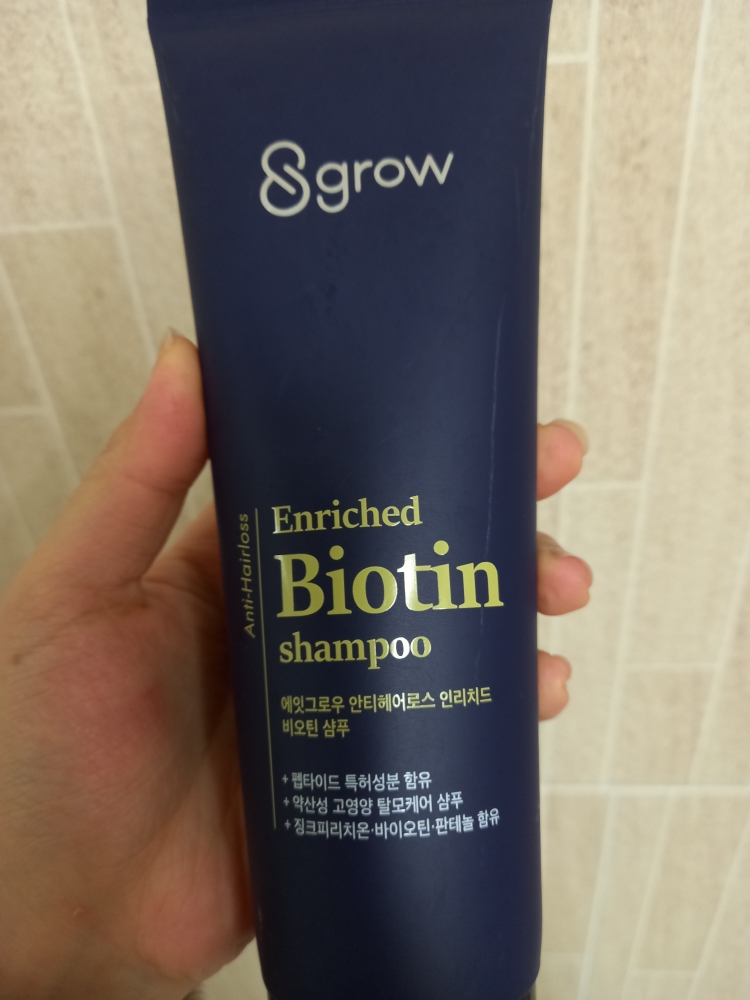 8grow
Anti-Hairloss
Enriched
Biotin
shampoo
에잇그로우 안티헤어로스 인리치드
비오틴 샴푸
+ 펩타이드 특허성분 함유
+ 약산성 고영양 탈모케어 샴푸
+ 징크피리치온·바이오틴·판테놀 함유